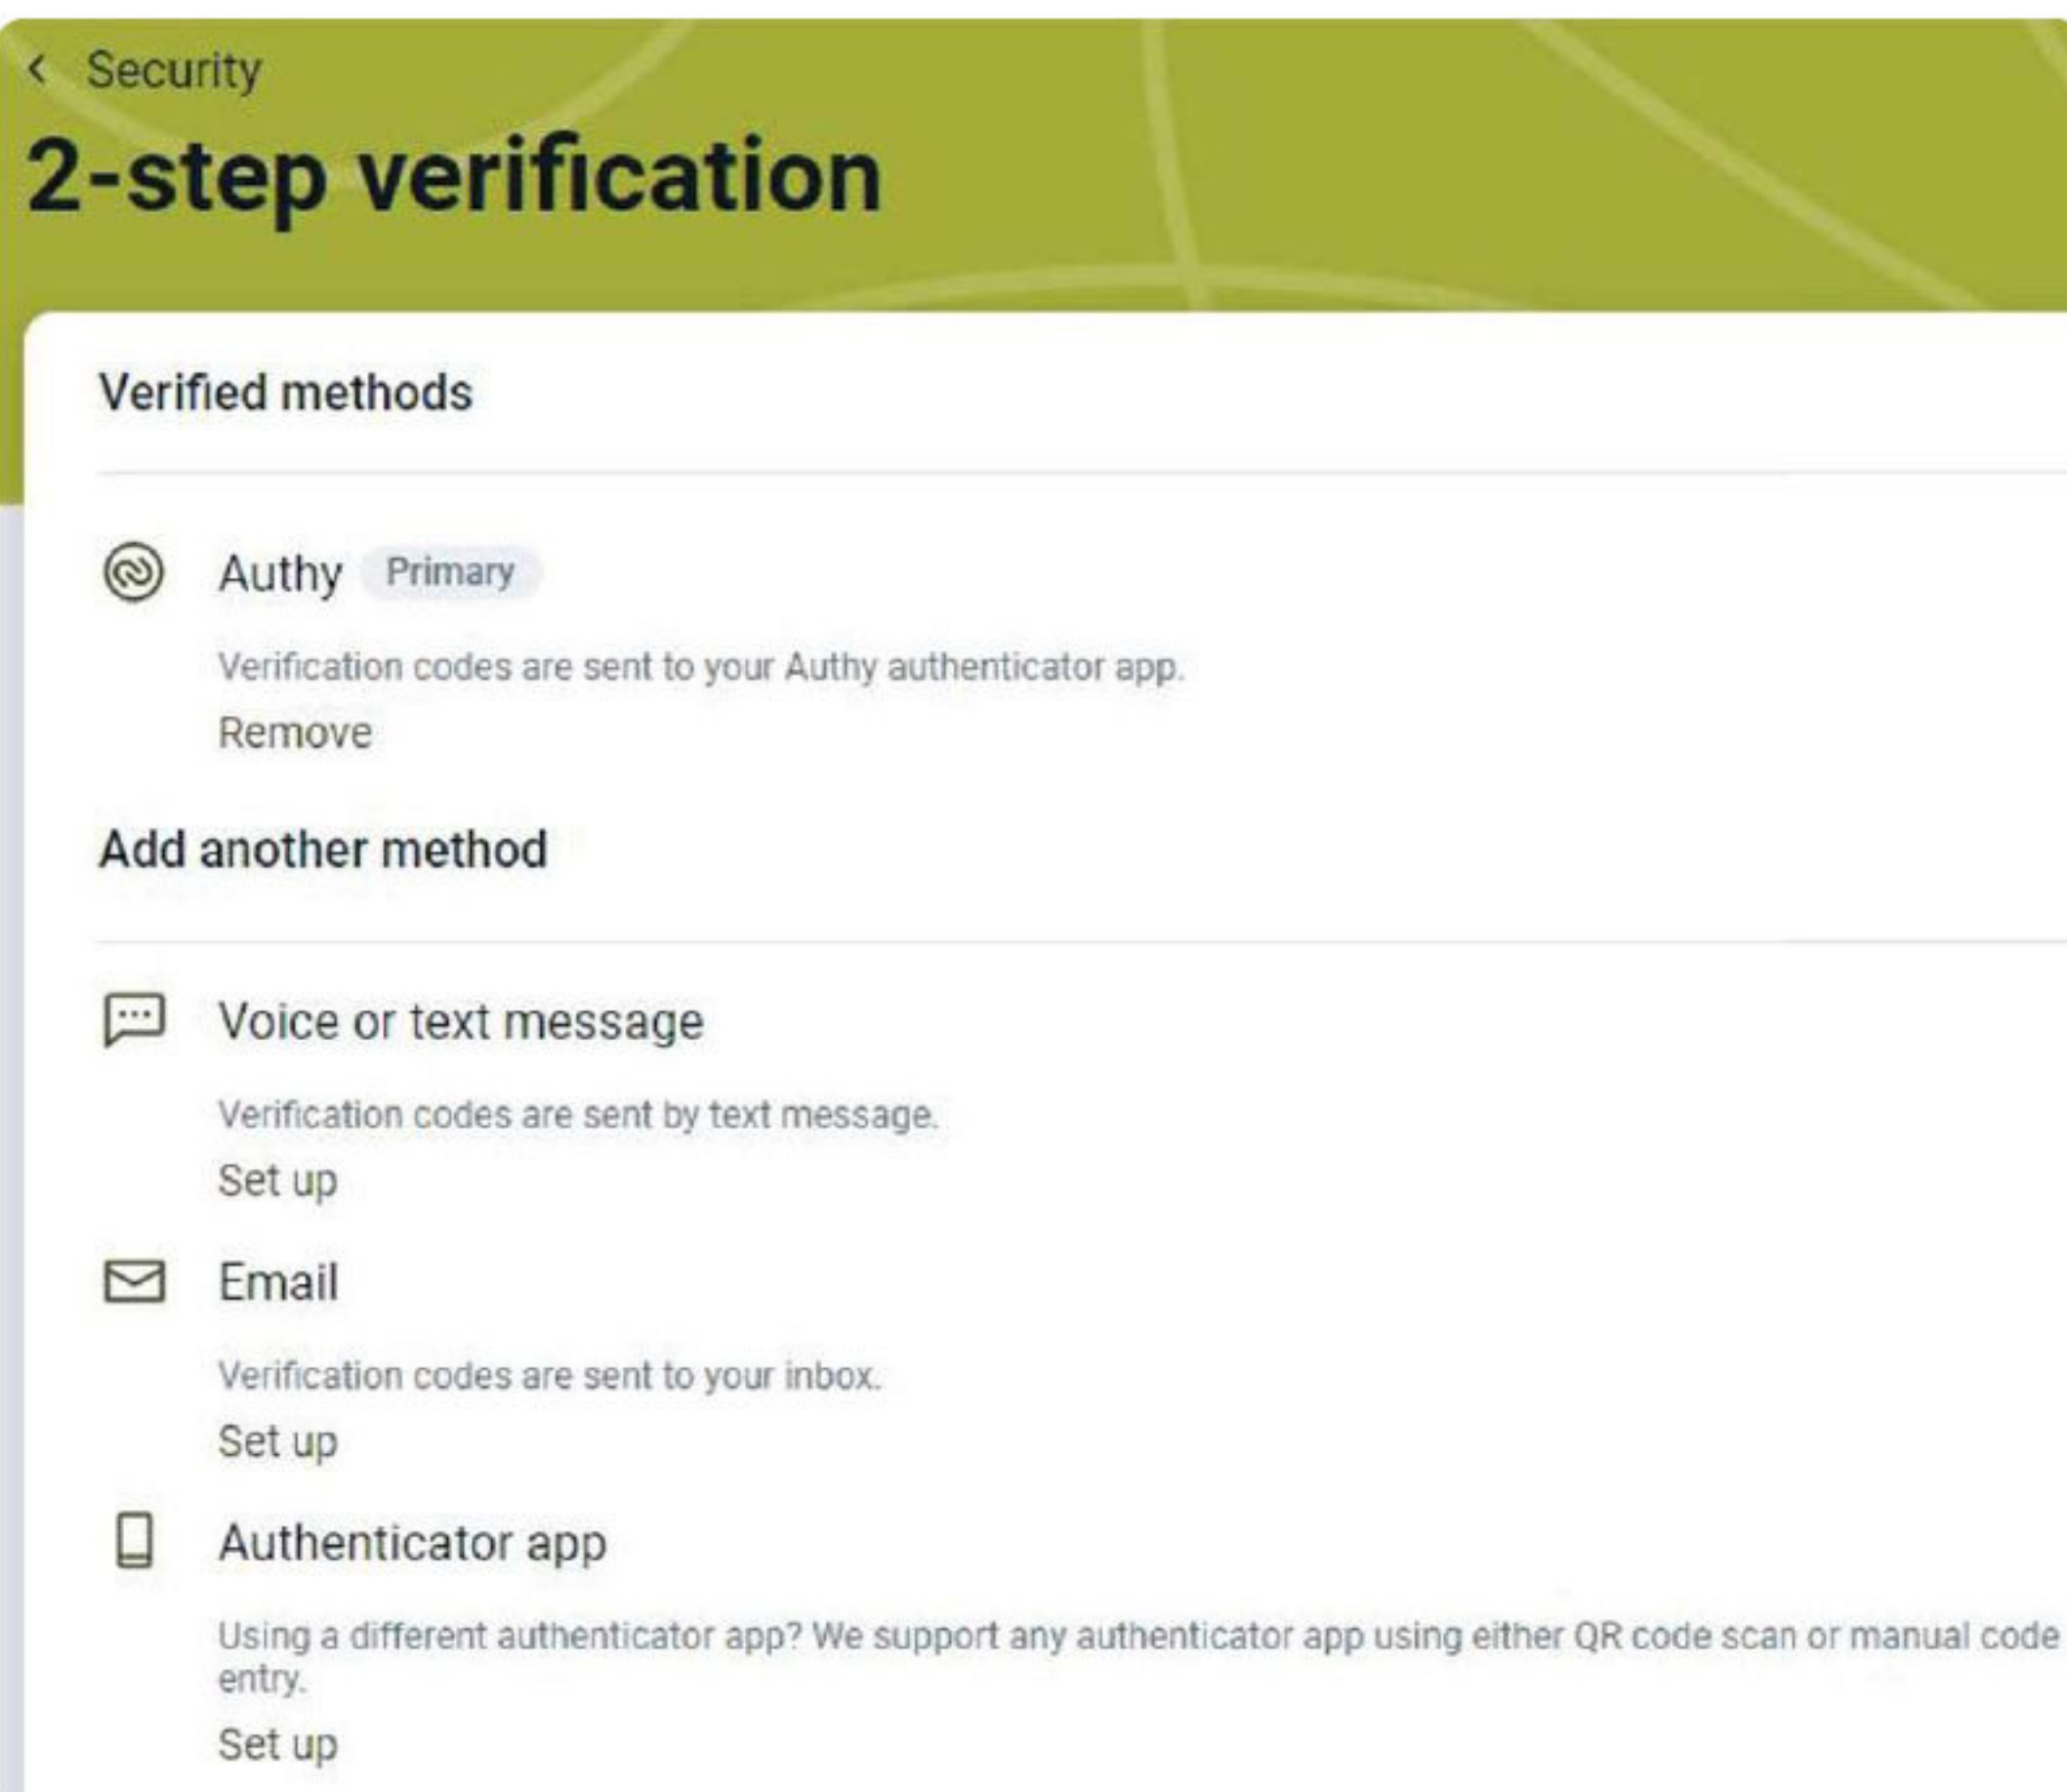 Security
2-step verification
Verified methods
Authy Primary
Verification codes are sent to your Authy authenticator app.
Remove
Add another method
Voice or text message
Verification codes are sent by text message.
Set up
Email
Verification codes are sent to your inbox.
Set up
Authenticator app
Using a different authenticator app? We support any authenticator app using either QR code scan or manual code
entry.
Set up